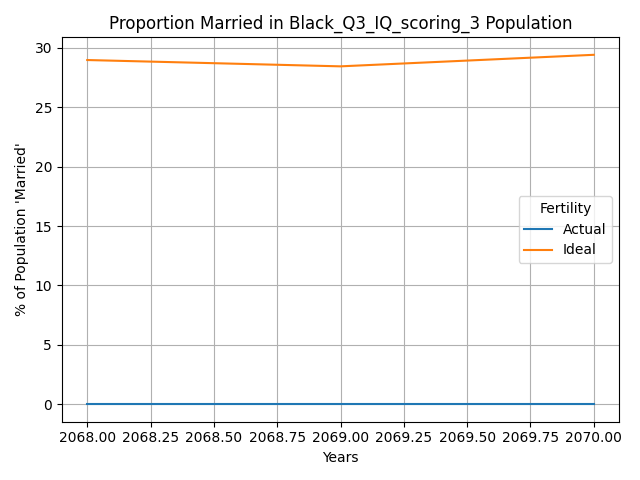 Proportion Married in Black_Q3_IQ_scoring_3 Population
30
25
20
15
10
5
0
% of Population 'Married'
Fertility
Actual
Ideal
2068.00 2068.25 2068.50 2068.75 2069.00 2069.25 2069.50 2069.75 2070.00
Years